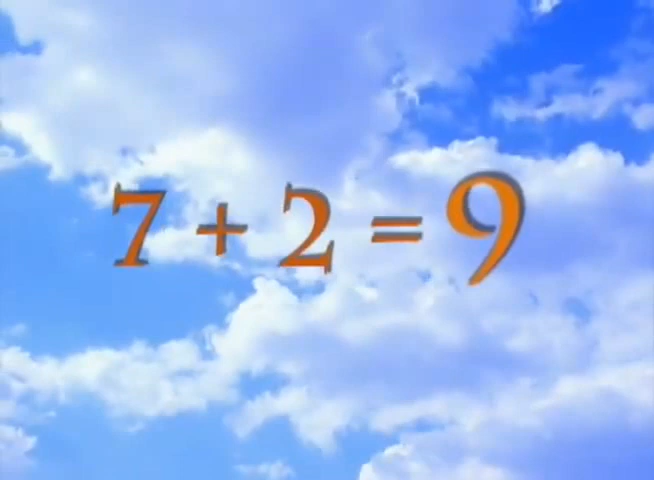 7 + 2 = 9